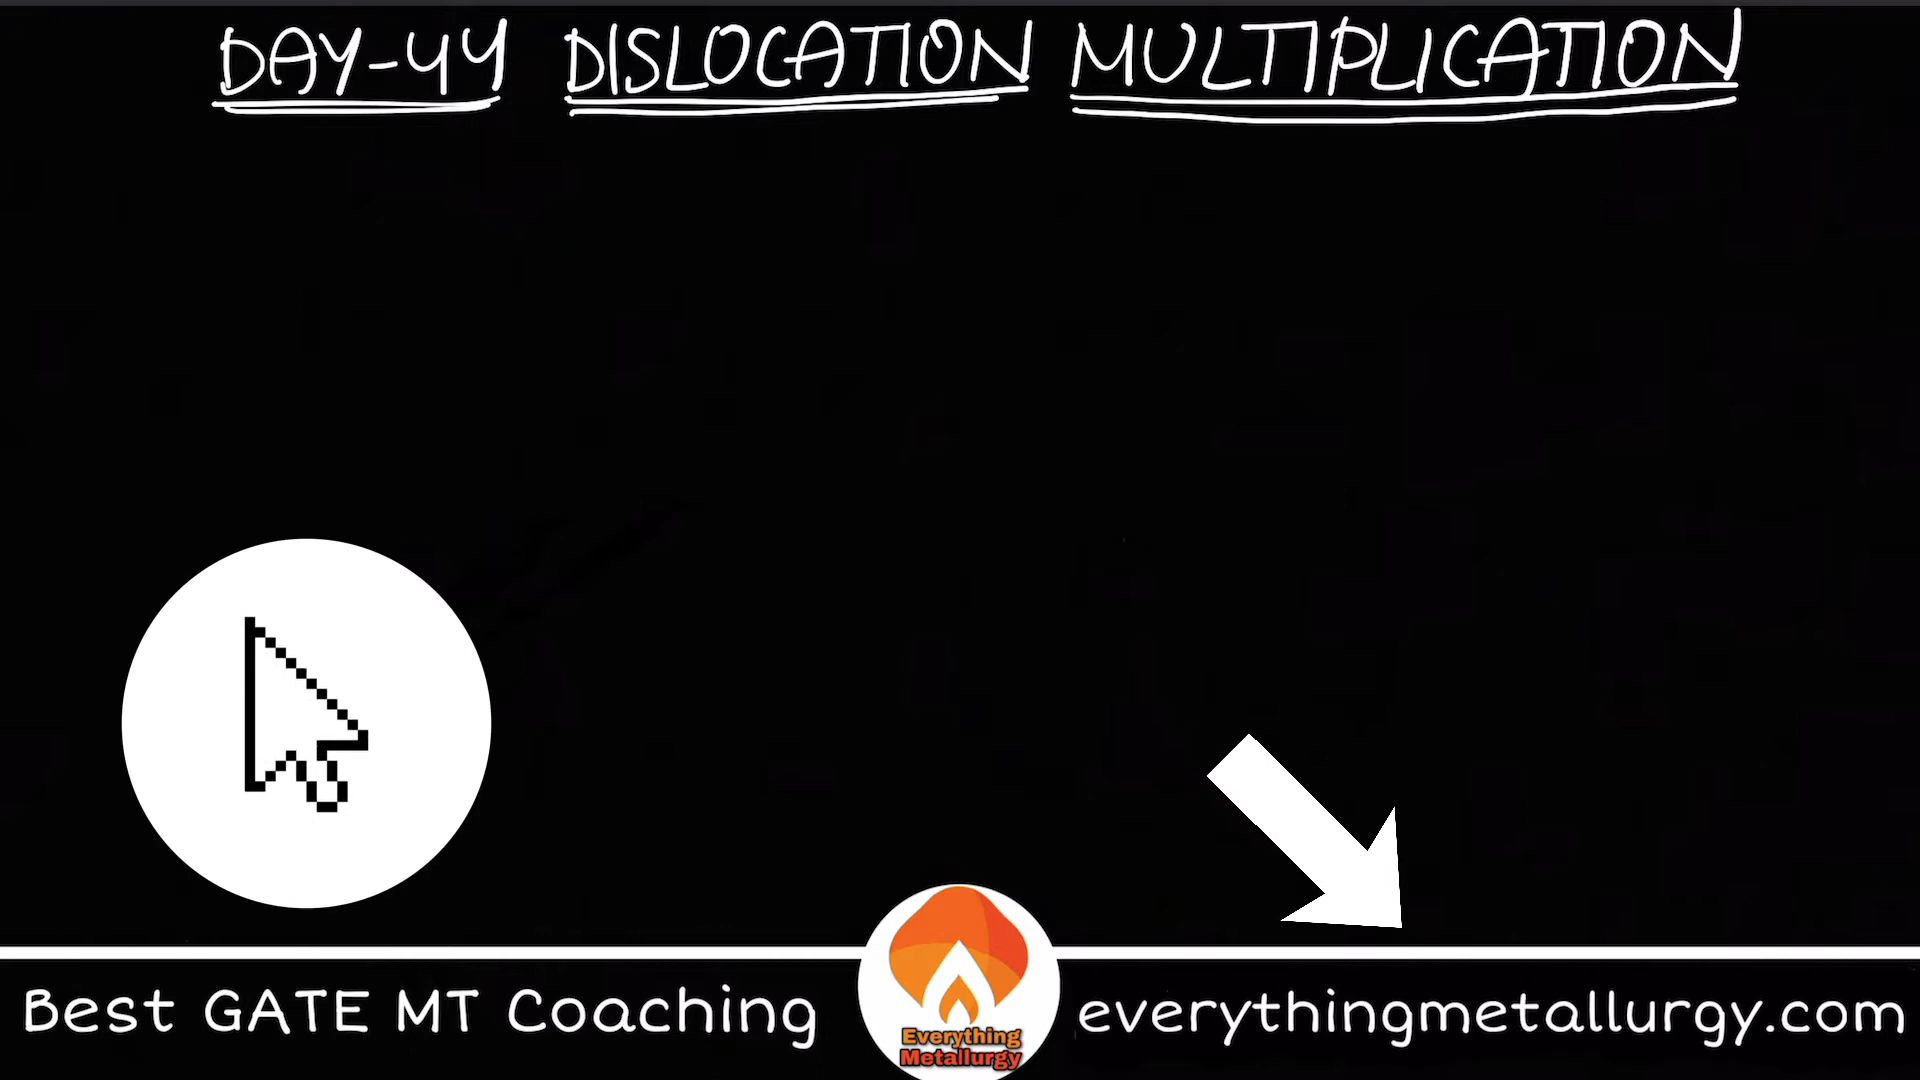 DAY-44 DISLOCATION MULTIPLICATION
Best GATE MT Coaching
Everything
Metallurgy
everythingmetallurgy.com